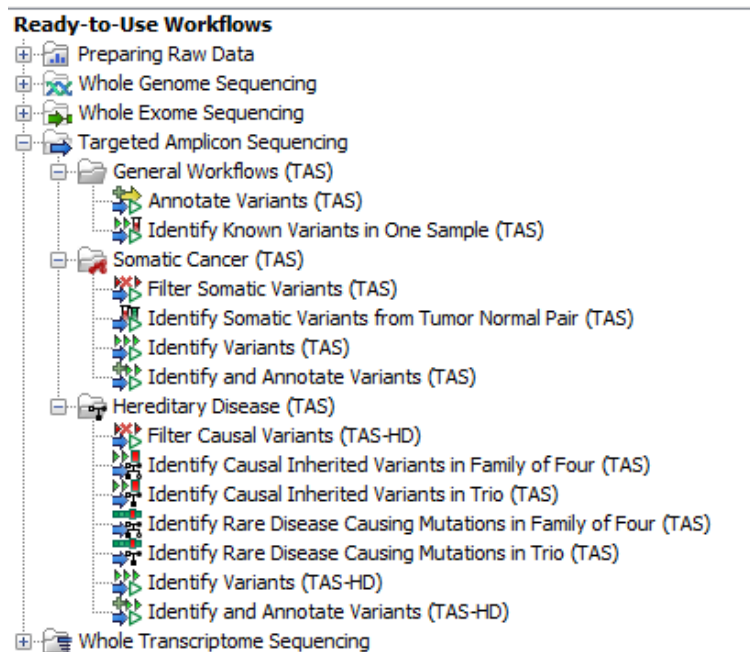 Ready-to-Use Workflows
Preparing Raw Data
Whole Genome Sequencing
Whole Exome Sequencing
Targeted Amplicon Sequencing
General Workflows (TAS)
Annotate Variants (TAS)
Identify Known Variants in One Sample (TAS)
Somatic Cancer (TAS)
Filter Somatic Variants (TAS)
Identify Somatic Variants from Tumor Normal Pair (TAS)
Identify Variants (TAS)
Identify and Annotate Variants (TAS)
Hereditary Disease (TAS)
Filter Causal Variants (TAS-HD)
Identify Causal Inherited Variants in Family of Four (TAS)
Identify Causal Inherited Variants in Trio (TAS)
Identify Rare Disease Causing Mutations in Family of Four (TAS)
Identify Rare Disease Causing Mutations in Trio (TAS)
Identify Variants (TAS-HD)
Identify and Annotate Variants (TAS-HD)
Whole Transcriptome Sequencing